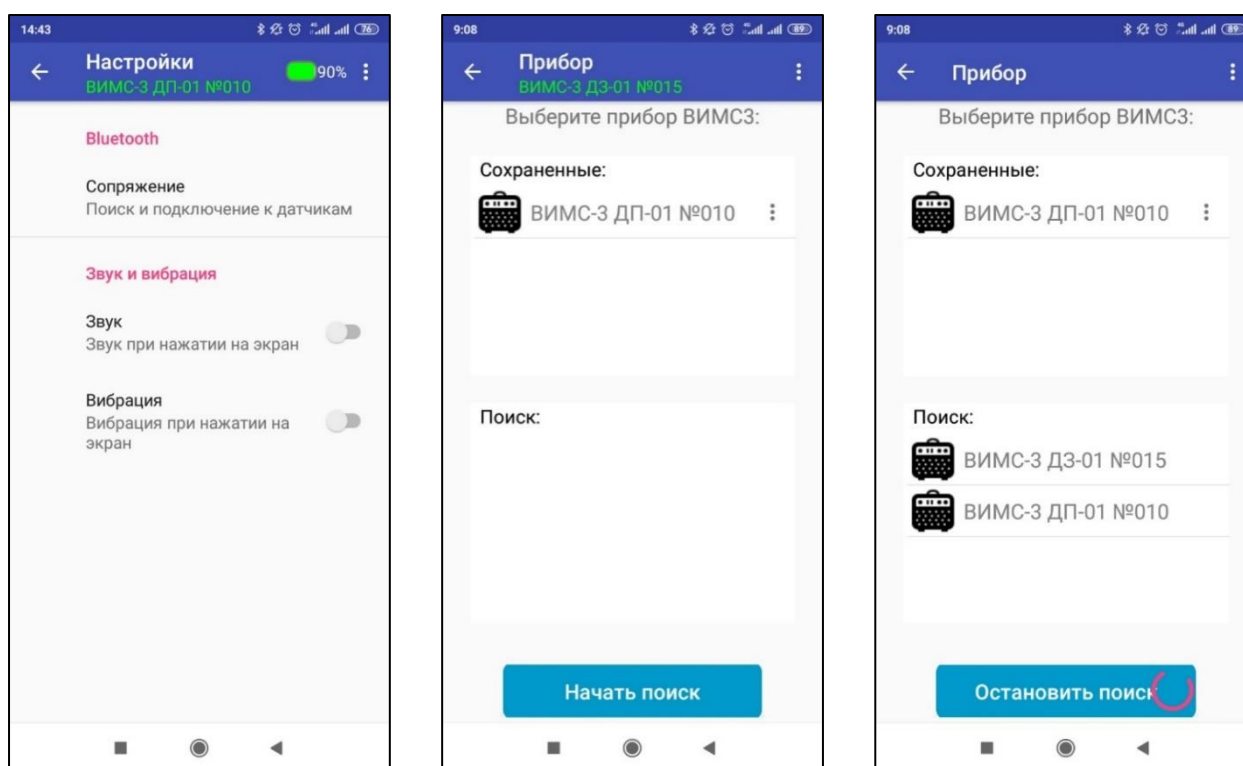 14:43
76
Настройки
ВИМС-3 ДП-01 №010
90%
Bluetooth
Сопряжение
Поиск и подключение к датчикам
Звук и вибрация
Звук
Звук при нажатии на экран
Вибрация
Вибрация при нажатии на
экран
9:08
89
Прибор
ВИМС-3 ДЗ-01 №015
Выберите прибор ВИМС3:
Сохраненные:
ВИМС-3 ДП-01 №010
Поиск:
Начать поиск
9:08
89
Прибор
Выберите прибор ВИМС3:
Сохраненные:
ВИМС-3 ДП-01 №010
Поиск:
ВИМС-3 ДЗ-01 №015
ВИМС-3 ДП-01 №010
Остановить поиск